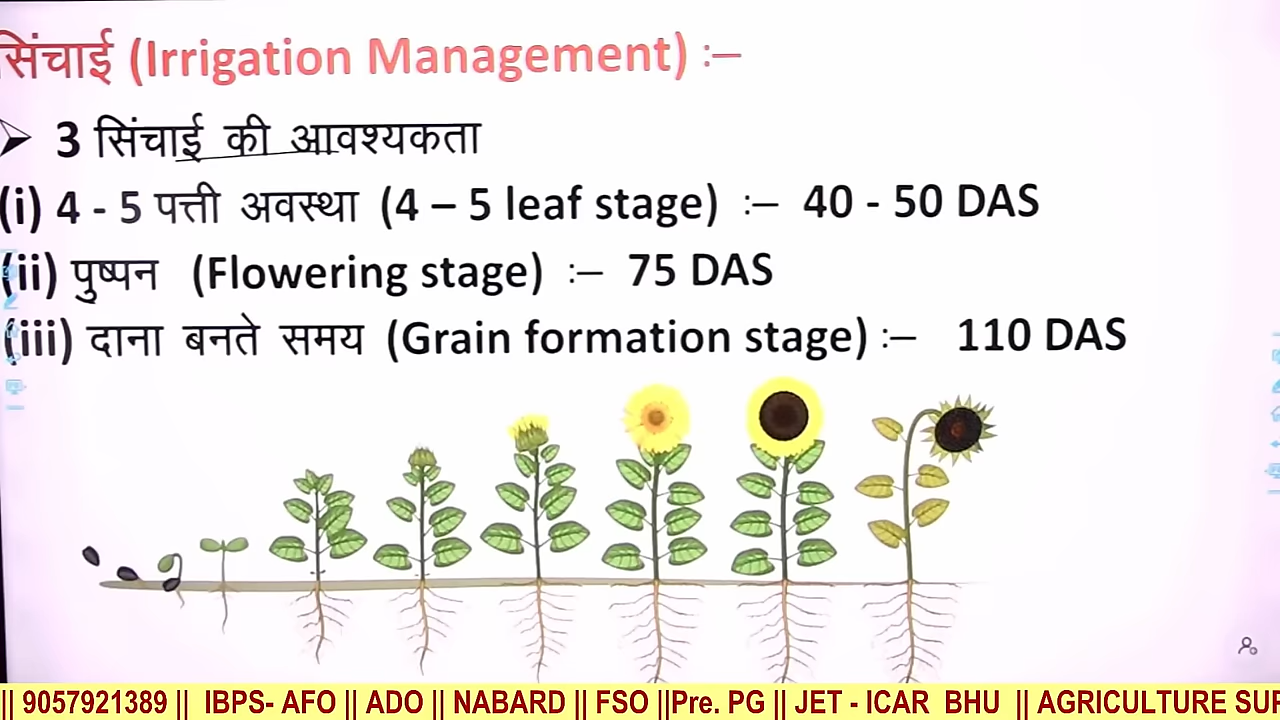 सिंचाई (Irrigation Management) :–
➢ 3 सिंचाई की आवश्यकता
(i) 4 - 5 पत्ती अवस्था (4 – 5 leaf stage) :– 40 - 50 DAS
(ii) पुष्पन (Flowering stage) :– 75 DAS
(iii) दाना बनते समय (Grain formation stage) :– 110 DAS
|| 9057921389 || IBPS- AFO || ADO || NABARD || FSO ||Pre. PG || JET - ICAR BHU || AGRICULTURE SUP